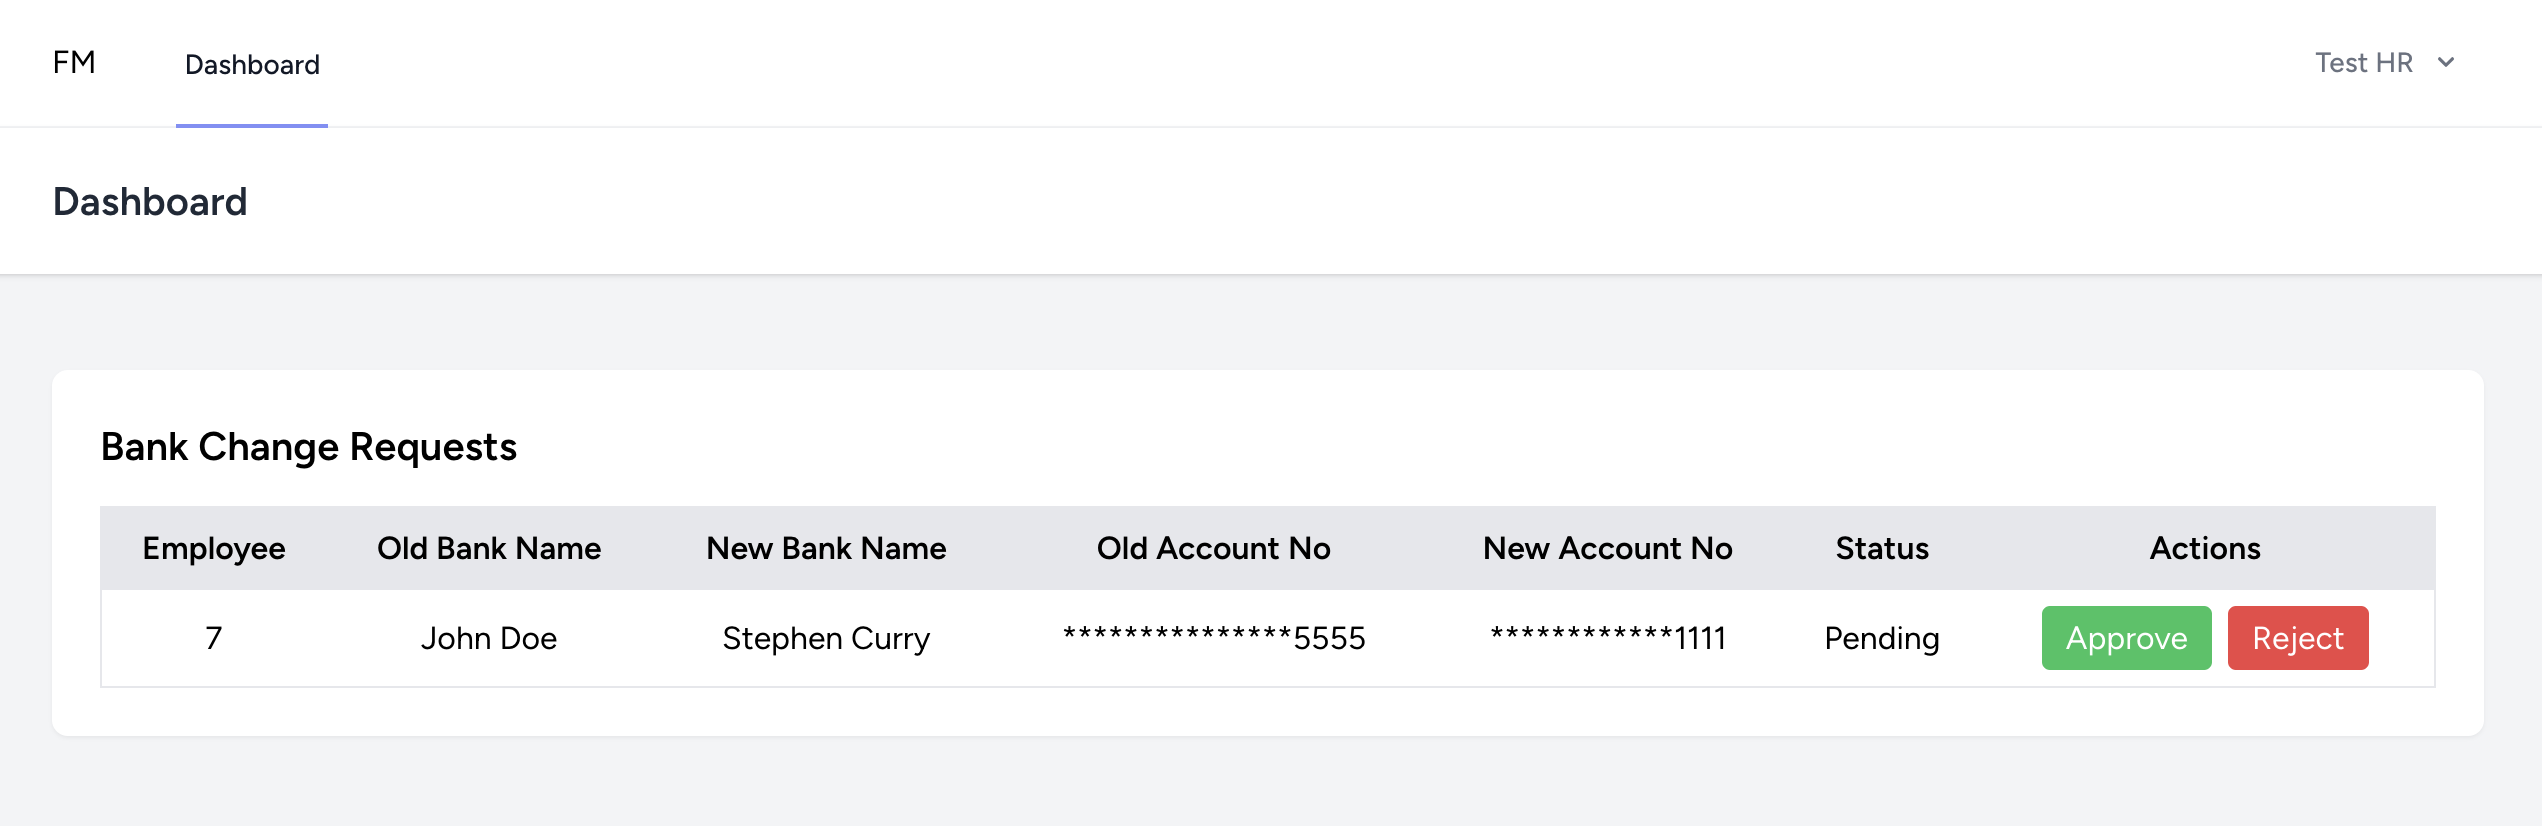 FM Dashboard Test HR
Dashboard
Bank Change Requests
Employee Old Bank Name New Bank Name Old Account No New Account No Status Actions
7 John Doe Stephen Curry ***************5555 ************1111 Pending Approve Reject